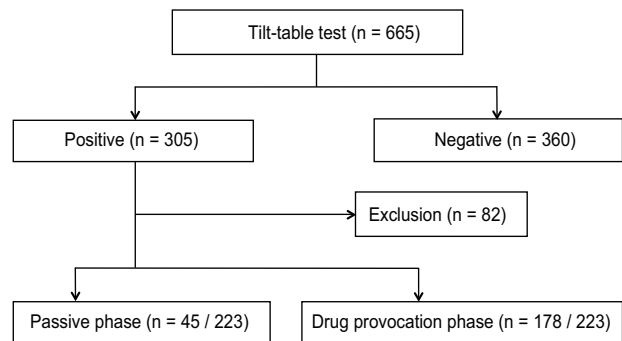 Tilt-table test (n = 665)
Positive (n = 305)
Negative (n = 360)
Exclusion (n = 82)
Passive phase (n = 45 / 223)
Drug provocation phase (n = 178 / 223)